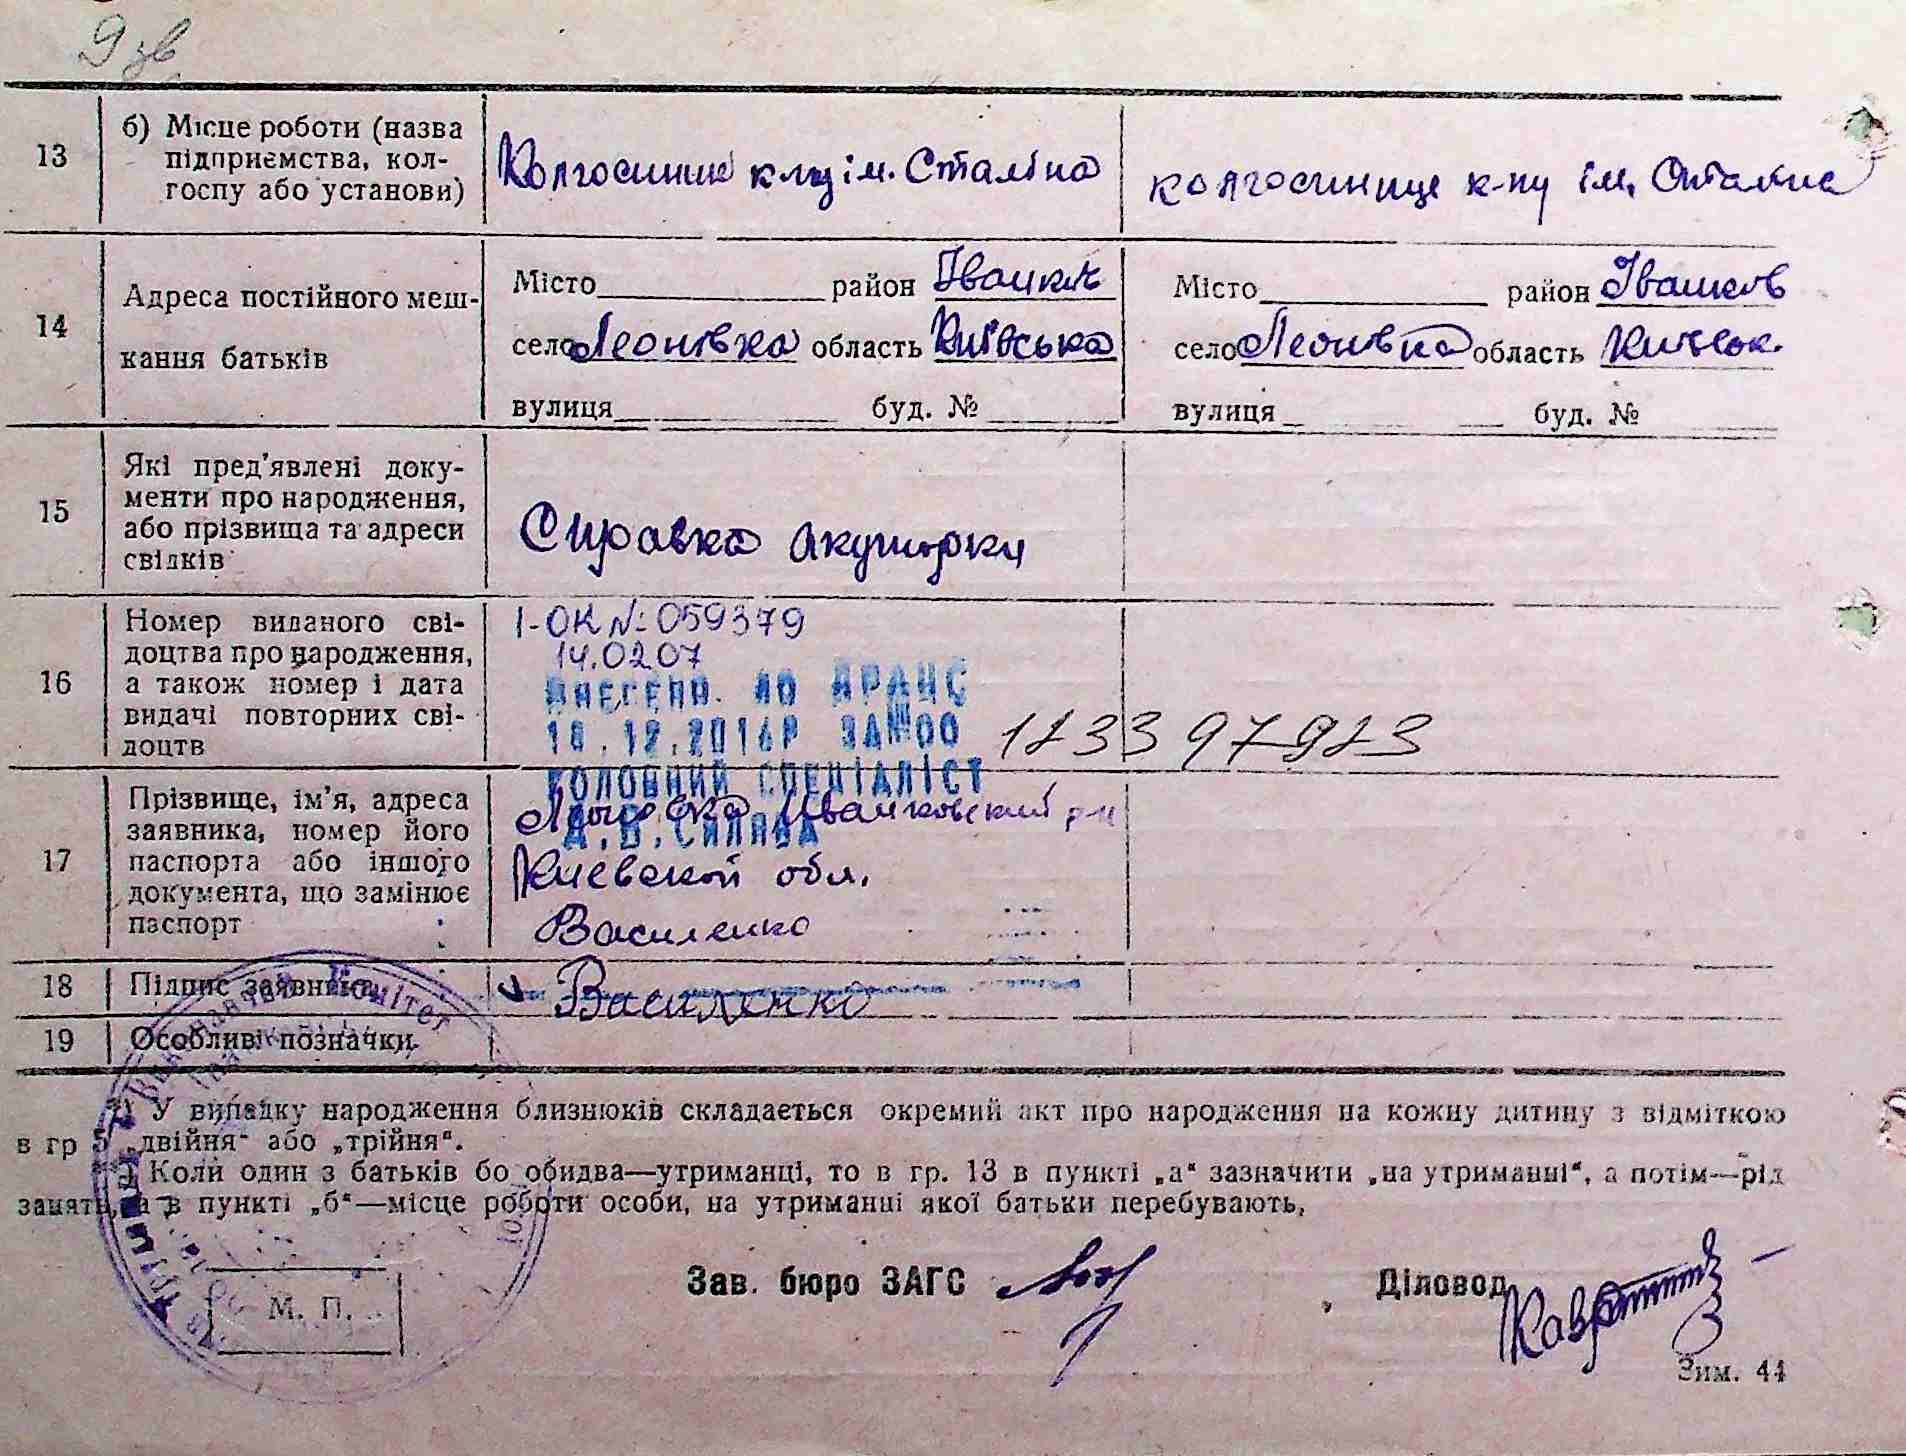 9 зв
13
б) Місце роботи (назва
підприємства, кол-
госпу або установи)
Колгоспник к-пу ім. Сталіна
колгоспниця к-пу ім. Сталіна
14
Адреса постійного меш-
кання батьків
Місто район Іванків
село Леонівка область Київська
вулиця буд. №
Місто район Іванків
село Леонівка область Київськ.
вулиця буд. №
15
Які пред'явлені доку-
менти про народження,
або прізвища та адреси
свідків
Справка акушорки
16
Номер виданого сві-
доцтва про народження,
а також номер і дата
видачі повторних сві-
доцтв
І-ОК № 059379
14.02.07
ВНЕСЕНО ДО ДРАЦС
ЗА №00
ГОЛОВНИЙ СПЕЦІАЛІСТ
17
Прізвище, ім'я, адреса
заявника, номер його
паспорта або іншого
документа, що замінює
паспорт
Иванковский р-н
Киевской обл.
Василенко
18
Підпис заявника
Василенко
19
Особливі позначки
1) У випадку народження близнюків складається окремий акт про народження на кожну дитину з відміткою
в гр 5 „двійня“ або „трійня“.
Коли один з батьків бо обидва—утриманці, то в гр. 13 в пункті „а“ зазначити „на утриманні“, а потім—рід
занять, а в пункті „б“—місце роботи особи, на утриманці якої батьки перебувають,
М. П.
Зав. бюро ЗАГС
Діловод
Зим. 44